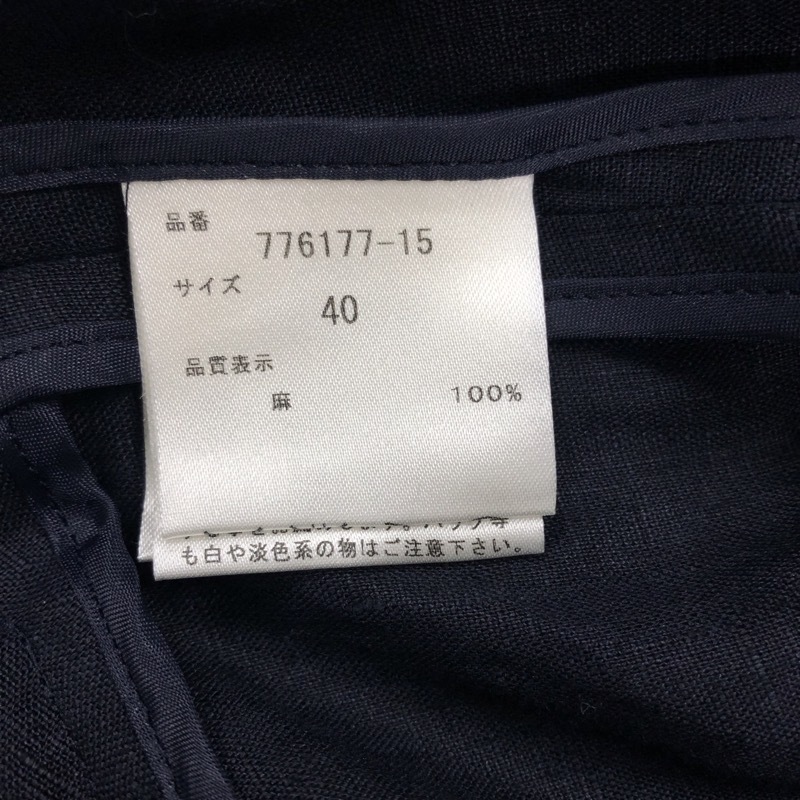 品番
776177-15
サイズ
40
品質表示
麻 100%
も白や淡色系の物はご注意下さい。